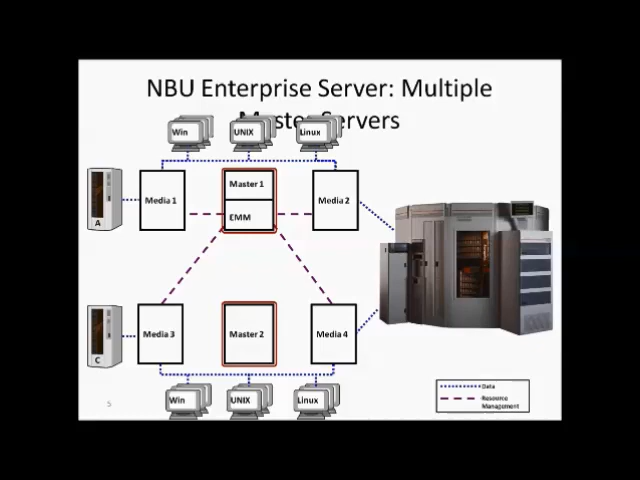 NBU Enterprise Server: Multiple
Master Servers
Win
UNIX
Linux
Master 1
Media 1
Media 2
A
EMM
Media 3
Master 2
Media 4
C
Data
Win
UNIX
Linux
Resource
Management
5